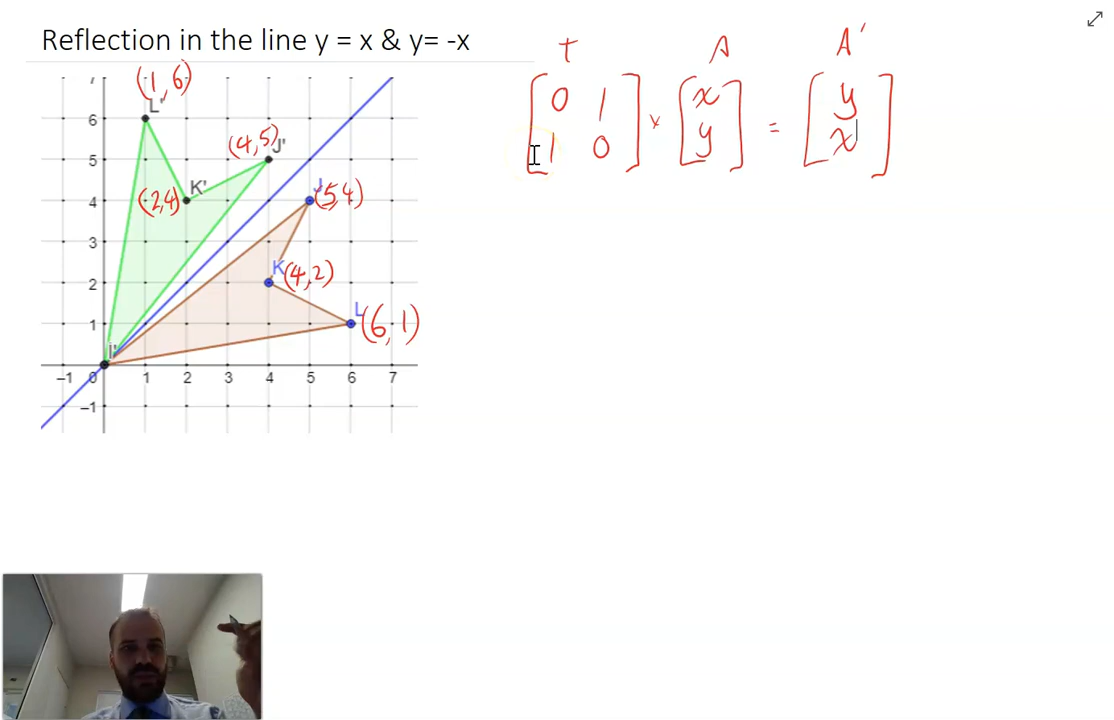 Reflection in the line y = x & y= -x
T A A'
[0 1 1 0] × [x y] = [y x]
(1,6)
L'
7
6
(4,5) J'
5
K' (2,4)
J (5,4)
4
3
K (4,2)
2
L (6,1)
1
I'
-1 0 1 2 3 4 5 6 7
-1